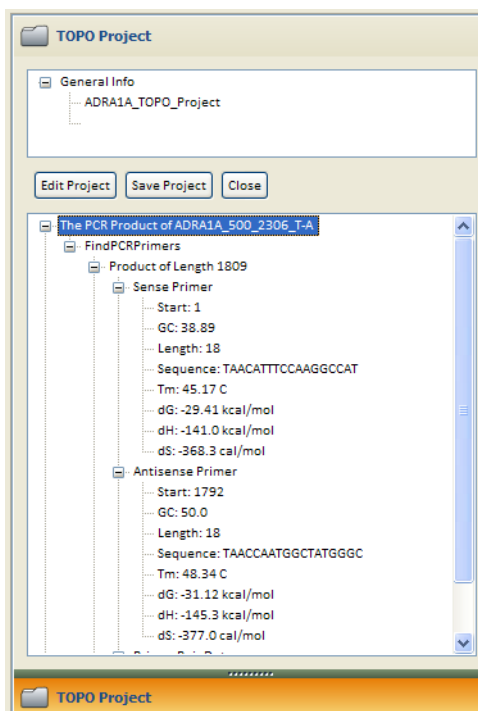 TOPO Project
General Info
ADRA1A_TOPO_Project
Edit Project Save Project Close
The PCR Product of ADRA1A_500_2306_T-A
FindPCRPrimers
Product of Length 1809
Sense Primer
Start: 1
GC: 38.89
Length: 18
Sequence: TAACATTTCCAAGGCCAT
Tm: 45.17 C
dG: -29.41 kcal/mol
dH: -141.0 kcal/mol
dS: -368.3 cal/mol
Antisense Primer
Start: 1792
GC: 50.0
Length: 18
Sequence: TAACCAATGGCTATGGGC
Tm: 48.34 C
dG: -31.12 kcal/mol
dH: -145.3 kcal/mol
dS: -377.0 cal/mol
TOPO Project